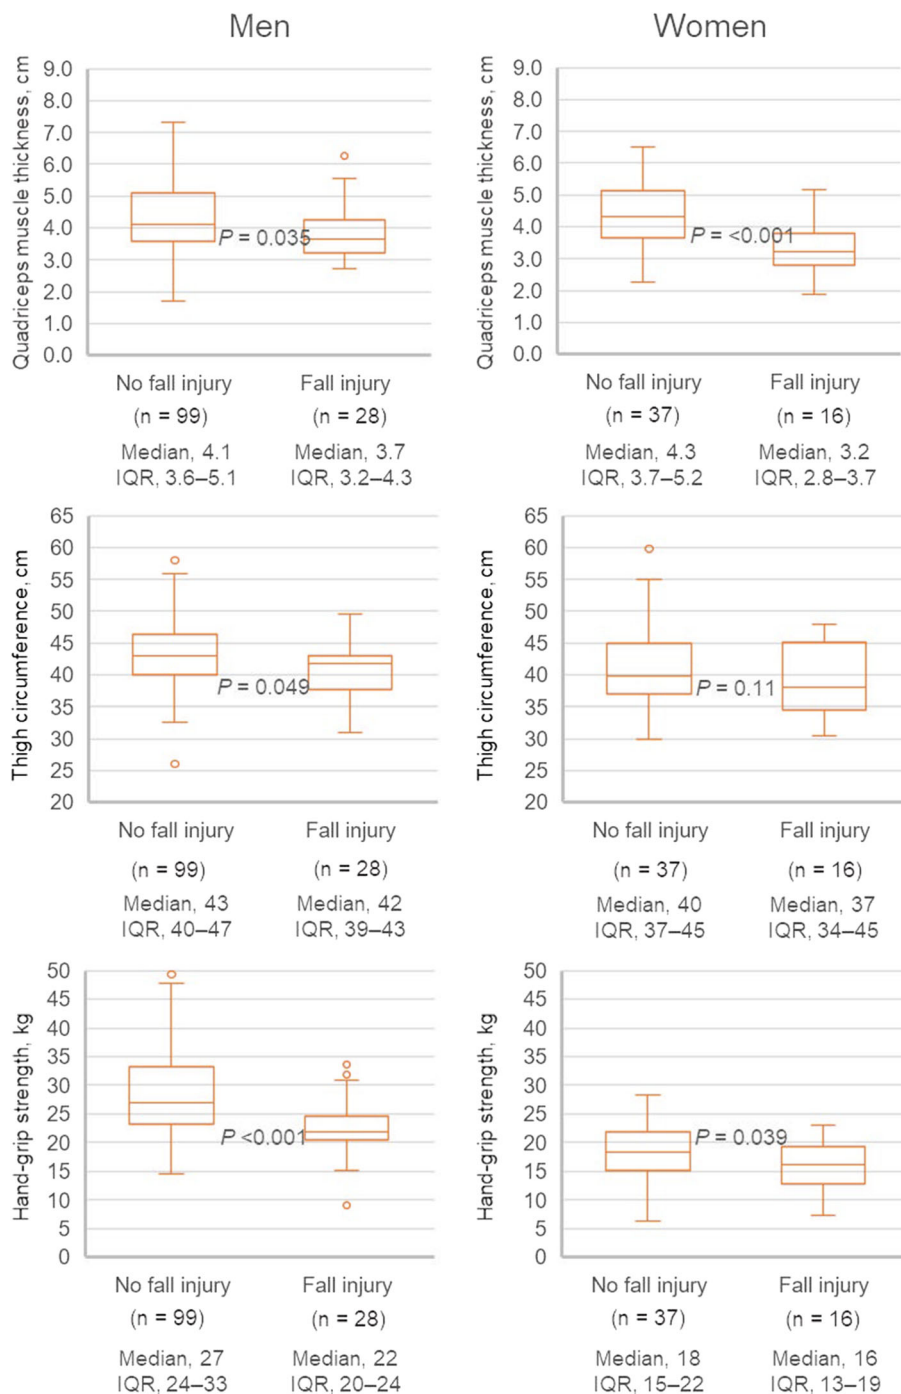 Men
Women
Quadriceps muscle thickness, cm
9.0
8.0
7.0
6.0
5.0
4.0
3.0
2.0
1.0
0.0
P = 0.035
No fall injury
Fall injury
(n = 99)
(n = 28)
Median, 4.1
Median, 3.7
IQR, 3.6–5.1
IQR, 3.2–4.3
Quadriceps muscle thickness, cm
9.0
8.0
7.0
6.0
5.0
4.0
3.0
2.0
1.0
0.0
P = <0.001
No fall injury
Fall injury
(n = 37)
(n = 16)
Median, 4.3
Median, 3.2
IQR, 3.7–5.2
IQR, 2.8–3.7
Thigh circumference, cm
65
60
55
50
45
40
35
30
25
20
P = 0.049
No fall injury
Fall injury
(n = 99)
(n = 28)
Median, 43
Median, 42
IQR, 40–47
IQR, 39–43
Thigh circumference, cm
65
60
55
50
45
40
35
30
25
20
P = 0.11
No fall injury
Fall injury
(n = 37)
(n = 16)
Median, 40
Median, 37
IQR, 37–45
IQR, 34–45
Hand-grip strength, kg
50
45
40
35
30
25
20
15
10
5
0
P <0.001
No fall injury
Fall injury
(n = 99)
(n = 28)
Median, 27
Median, 22
IQR, 24–33
IQR, 20–24
Hand-grip strength, kg
50
45
40
35
30
25
20
15
10
5
0
P = 0.039
No fall injury
Fall injury
(n = 37)
(n = 16)
Median, 18
Median, 16
IQR, 15–22
IQR, 13–19